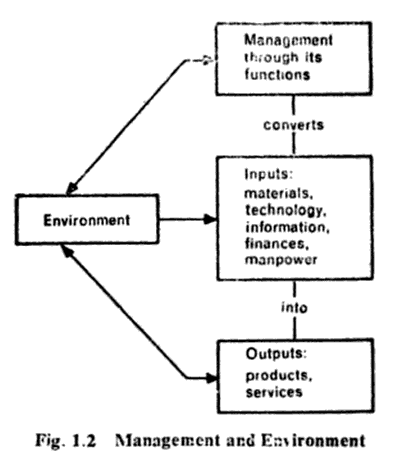 Management
through its
functions
converts
Inputs:
materials,
technology,
information,
finances,
manpower
Environment
into
Outputs:
products,
services
Fig. 1.2 Management and Environment